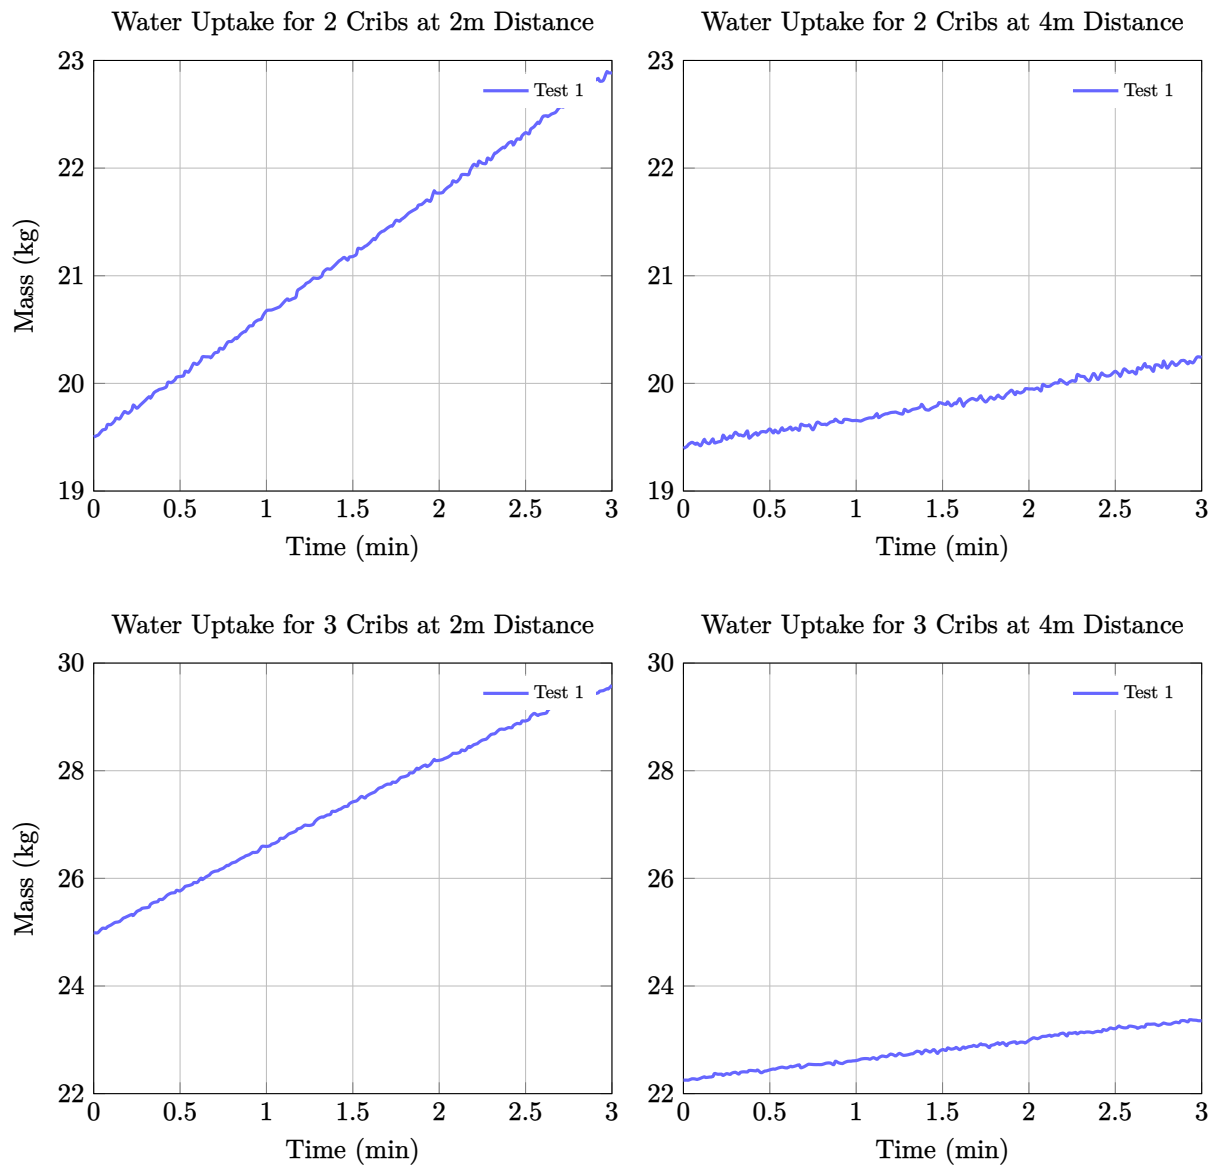 Water Uptake for 2 Cribs at 2m Distance
Water Uptake for 2 Cribs at 4m Distance
23
22
21
20
19
Mass (kg)
Test 1
0 0.5 1 1.5 2 2.5 3
Time (min)
23
22
21
20
19
Test 1
0 0.5 1 1.5 2 2.5 3
Time (min)
Water Uptake for 3 Cribs at 2m Distance
Water Uptake for 3 Cribs at 4m Distance
30
28
26
24
22
Mass (kg)
Test 1
0 0.5 1 1.5 2 2.5 3
Time (min)
30
28
26
24
22
Test 1
0 0.5 1 1.5 2 2.5 3
Time (min)